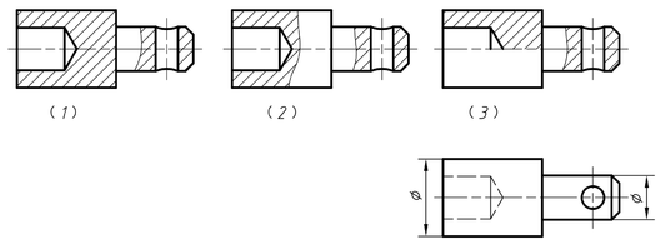 (1) (2) (3)
ø ø